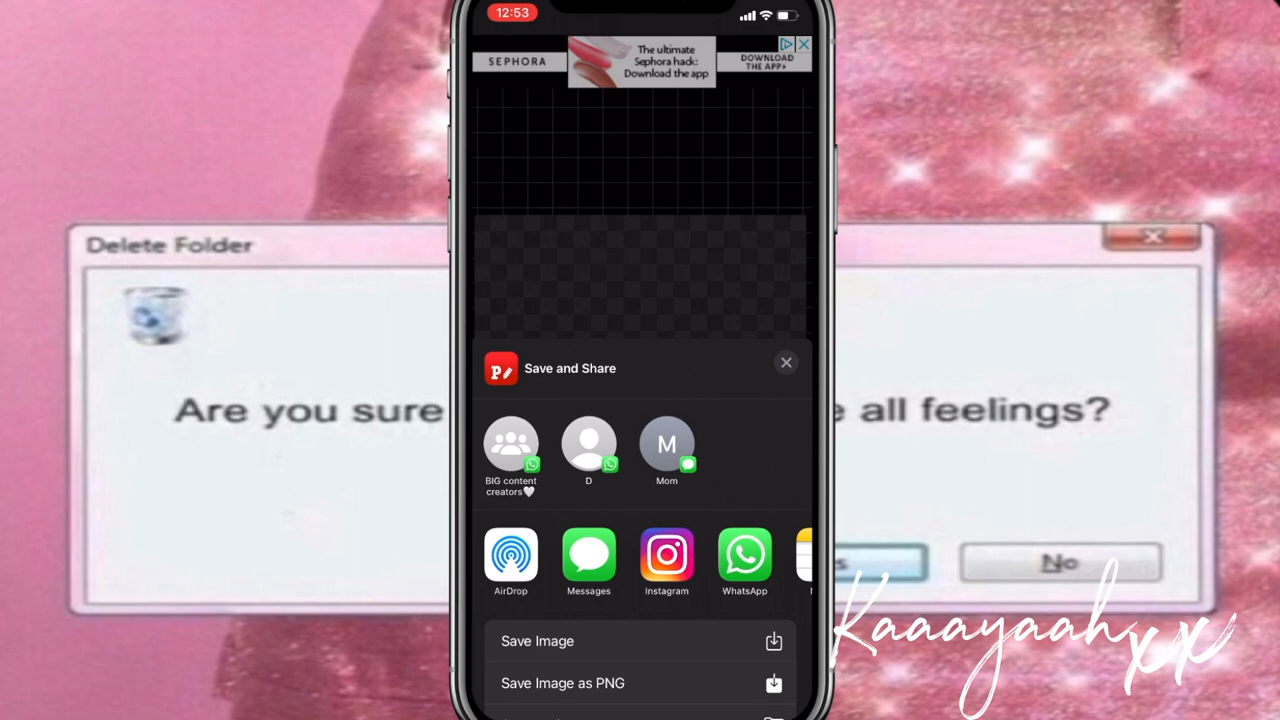 12:53
SEPHORA
The ultimate
Sephora hack:
Download the app
DOWNLOAD
THE APP
Delete Folder
Are you sure
all feelings?
No
Save and Share
M
BIG content
creators🤍
D
Mom
AirDrop
Messages
Instagram
WhatsApp
Save Image
Save Image as PNG
Kaaayaahxx